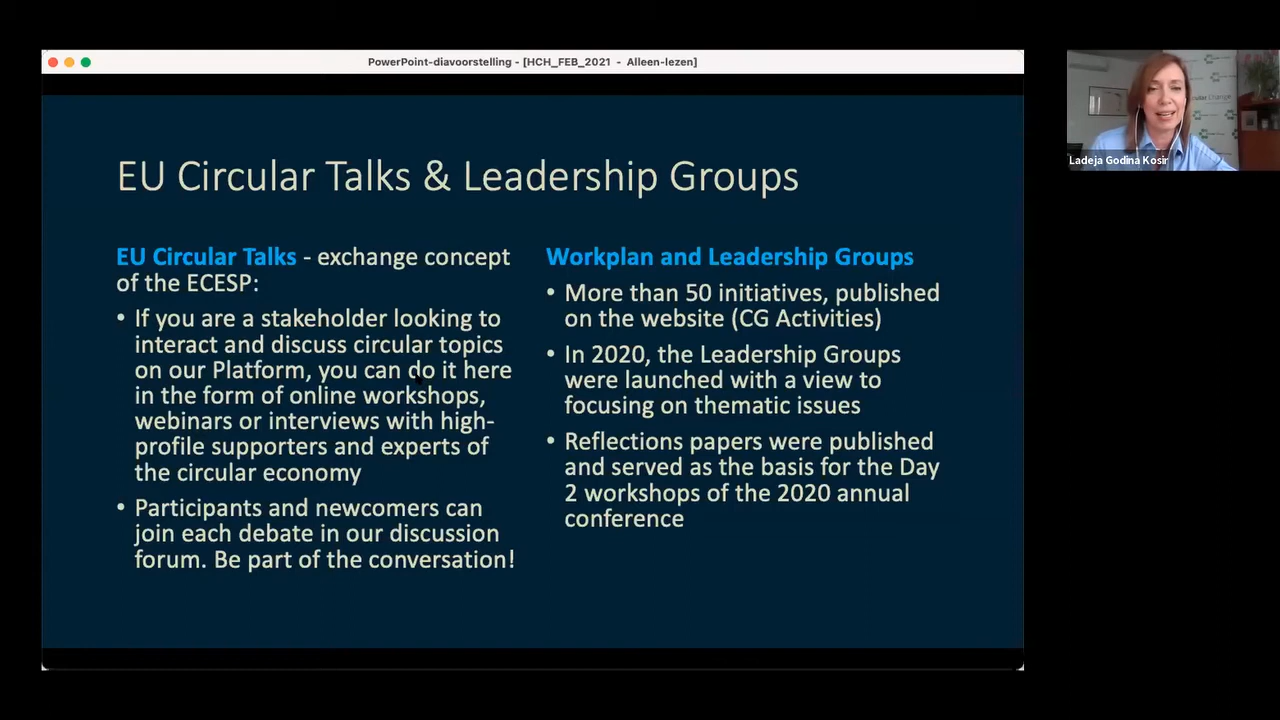 PowerPoint-diavoorstelling - [HCH_FEB_2021 - Alleen-lezen]
EU Circular Talks & Leadership Groups
EU Circular Talks - exchange concept
of the ECESP:
• If you are a stakeholder looking to
interact and discuss circular topics
on our Platform, you can do it here
in the form of online workshops,
webinars or interviews with high-
profile supporters and experts of
the circular economy
• Participants and newcomers can
join each debate in our discussion
forum. Be part of the conversation!
Workplan and Leadership Groups
• More than 50 initiatives, published
on the website (CG Activities)
• In 2020, the Leadership Groups
were launched with a view to
focusing on thematic issues
• Reflections papers were published
and served as the basis for the Day
2 workshops of the 2020 annual
conference
Ladeja Godina Kosir